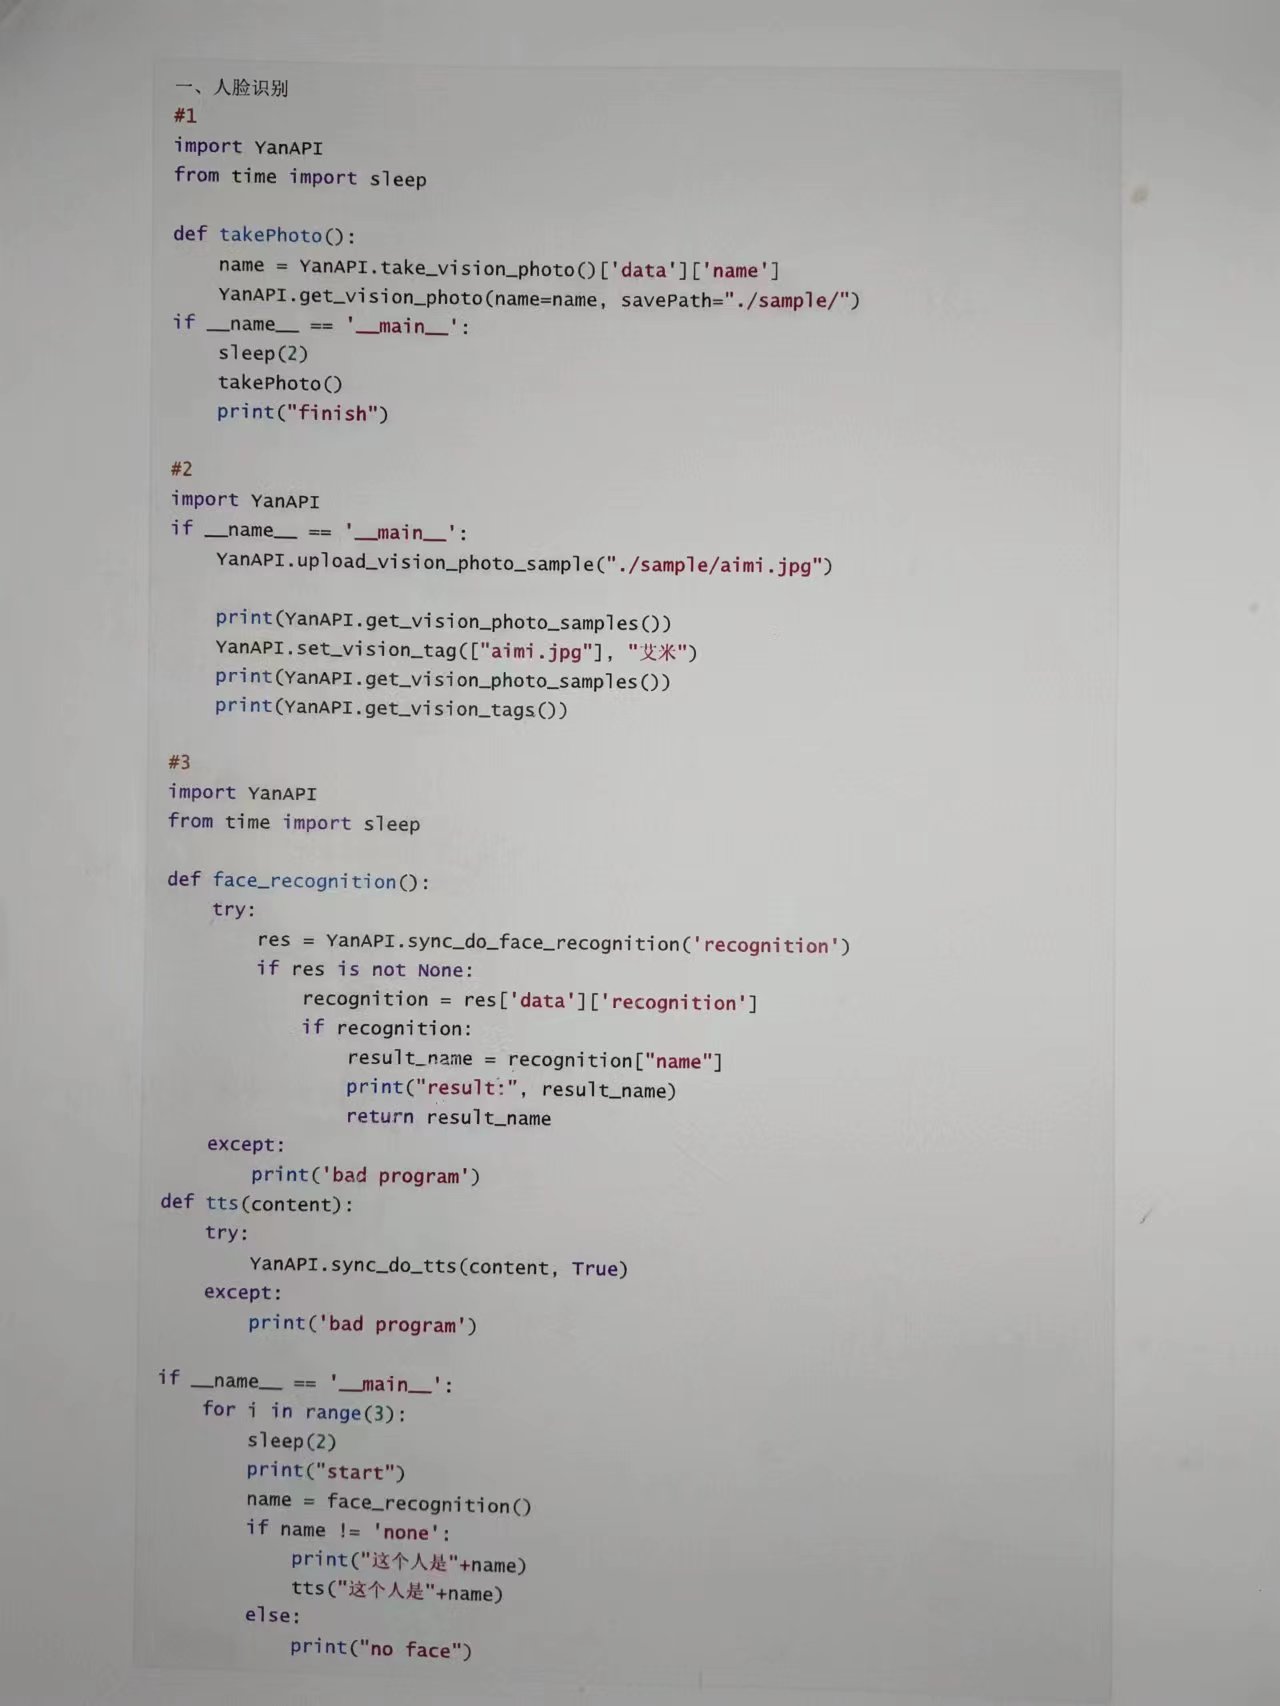 一、人脸识别
#1
import YanAPI
from time import sleep
def takePhoto():
name = YanAPI.take_vision_photo()['data']['name']
YanAPI.get_vision_photo(name=name, savePath="./sample/")
if __name__ == '__main__':
sleep(2)
takePhoto()
print("finish")
#2
import YanAPI
if __name__ == '__main__':
YanAPI.upload_vision_photo_sample("./sample/aimi.jpg")
print(YanAPI.get_vision_photo_samples())
YanAPI.set_vision_tag(["aimi.jpg"], "艾米")
print(YanAPI.get_vision_photo_samples())
print(YanAPI.get_vision_tags())
#3
import YanAPI
from time import sleep
def face_recognition():
try:
res = YanAPI.sync_do_face_recognition('recognition')
if res is not None:
recognition = res['data']['recognition']
if recognition:
result_name = recognition["name"]
print("result:", result_name)
return result_name
except:
print('bad program')
def tts(content):
try:
YanAPI.sync_do_tts(content, True)
except:
print('bad program')
if __name__ == '__main__':
for i in range(3):
sleep(2)
print("start")
name = face_recognition()
if name != 'none':
print("这个人是"+name)
tts("这个人是"+name)
else:
print("no face")